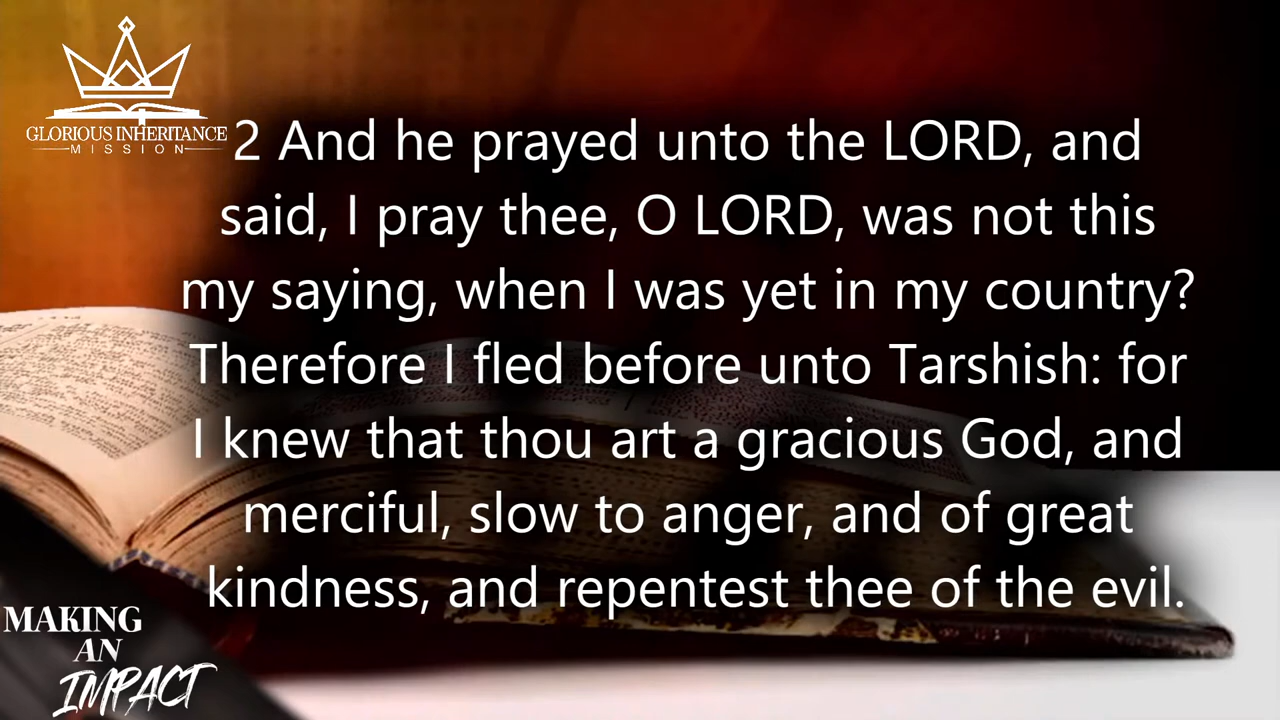 GLORIOUS INHERITANCE
MISSION
2 And he prayed unto the LORD, and
said, I pray thee, O LORD, was not this
my saying, when I was yet in my country?
Therefore I fled before unto Tarshish: for
I knew that thou art a gracious God, and
merciful, slow to anger, and of great
kindness, and repentest thee of the evil.
MAKING
AN
IMPACT